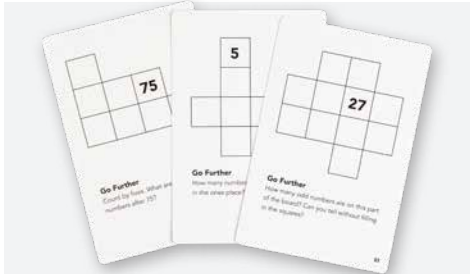 75
Go Further
Count by fives. What are
numbers after 75?
5
Go Further
How many number
in the ones place?
27
Go Further
How many odd numbers are on this part
of the board? Can you tell without filling
in the squares?